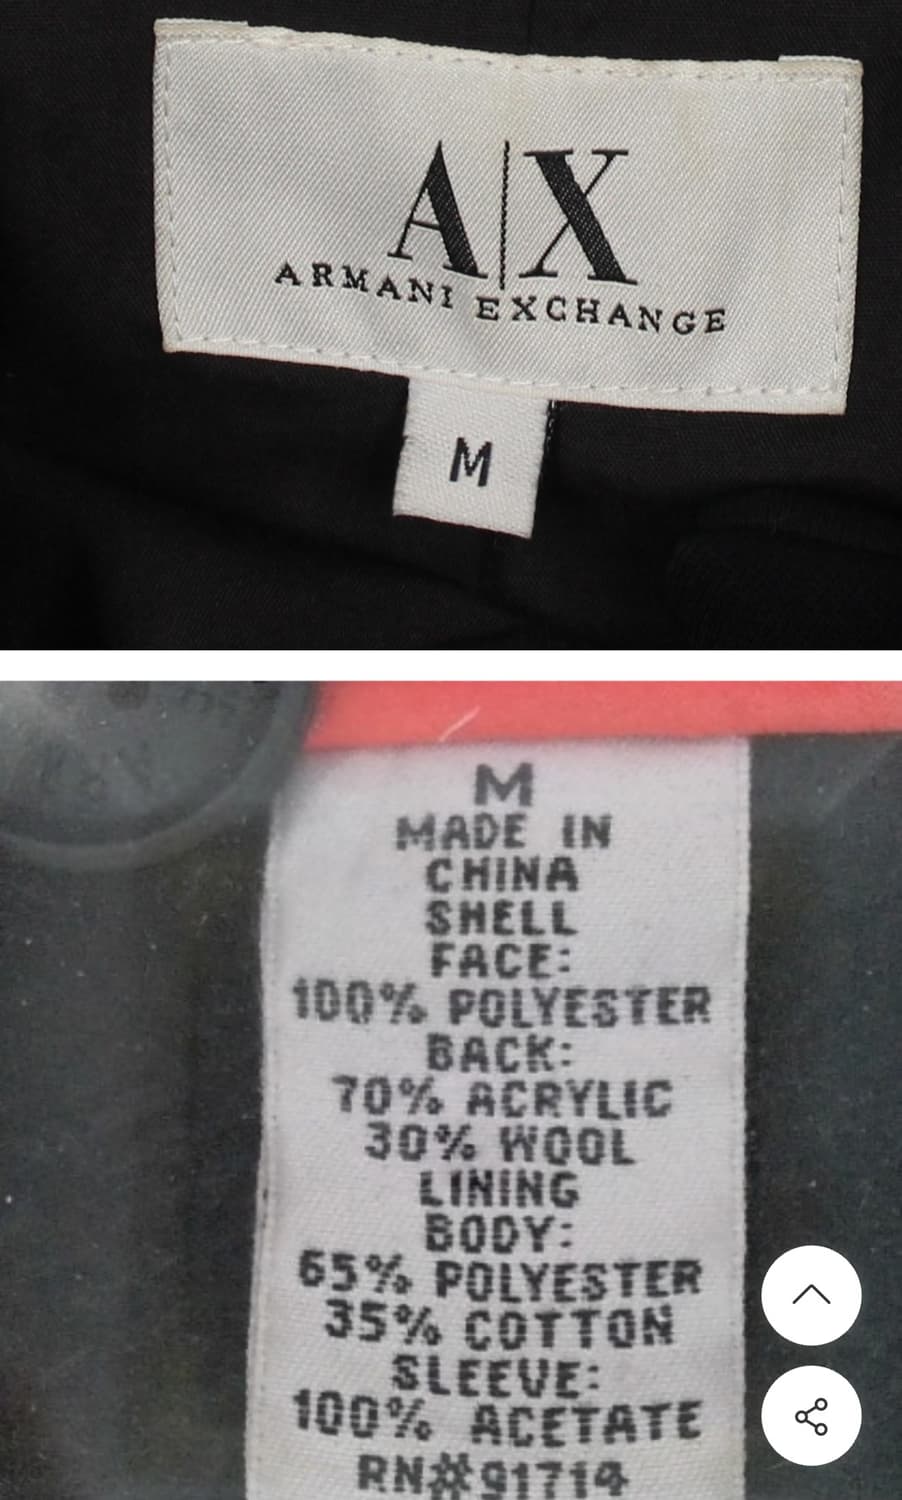 A|X
ARMANI EXCHANGE
M
M
MADE IN
CHINA
SHELL
FACE:
100% POLYESTER
BACK:
70% ACRYLIC
30% WOOL
LINING
BODY:
65% POLYESTER
35% COTTON
SLEEVE:
100% ACETATE
RN#91714